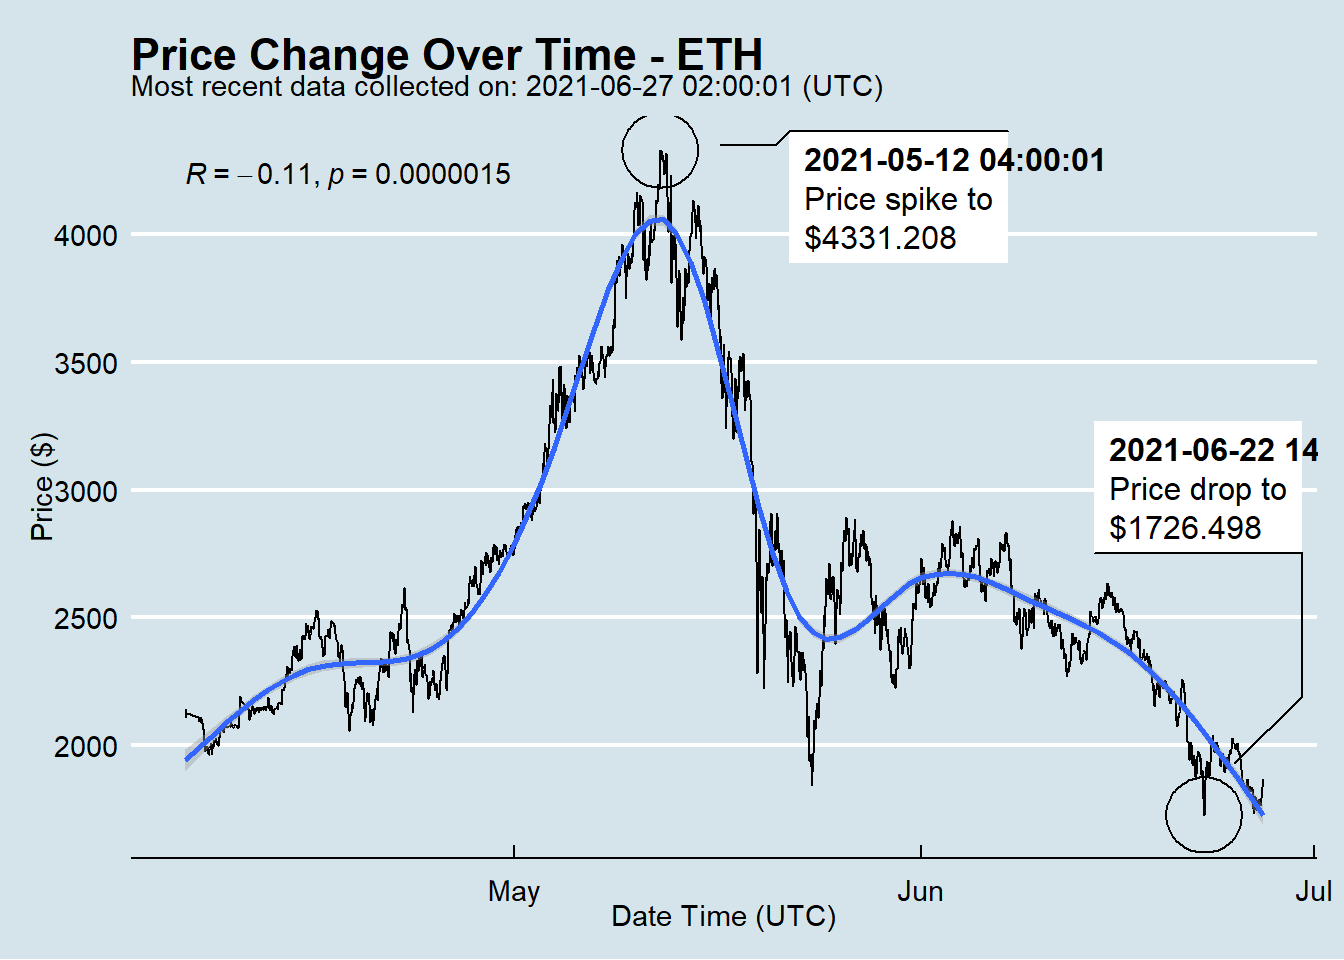 Price Change Over Time - ETH
Most recent data collected on: 2021-06-27 02:00:01 (UTC)
R = −0.11, p = 0.0000015
2021-05-12 04:00:01
Price spike to
$4331.208
2021-06-22 14
Price drop to
$1726.498
Price ($)
4000
3500
3000
2500
2000
May
Jun
Jul
Date Time (UTC)